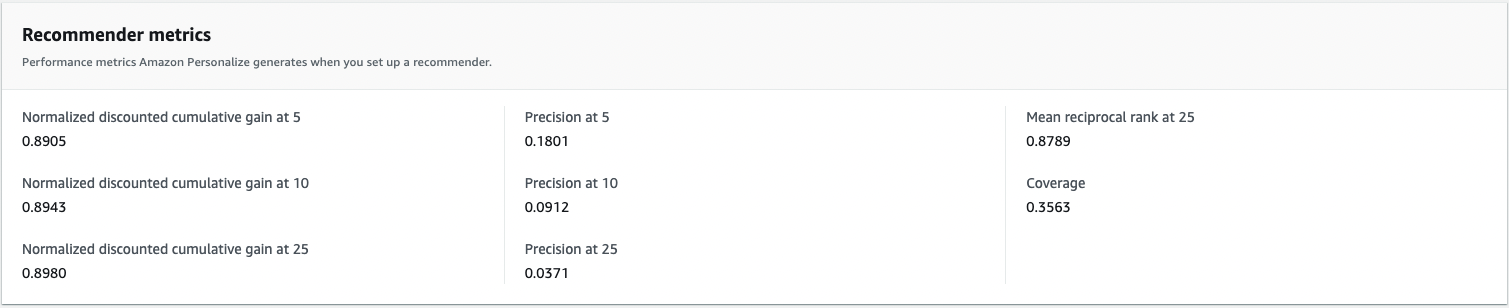 Recommender metrics
Performance metrics Amazon Personalize generates when you set up a recommender.
Normalized discounted cumulative gain at 5
0.8905
Normalized discounted cumulative gain at 10
0.8943
Normalized discounted cumulative gain at 25
0.8980
Precision at 5
0.1801
Precision at 10
0.0912
Precision at 25
0.0371
Mean reciprocal rank at 25
0.8789
Coverage
0.3563